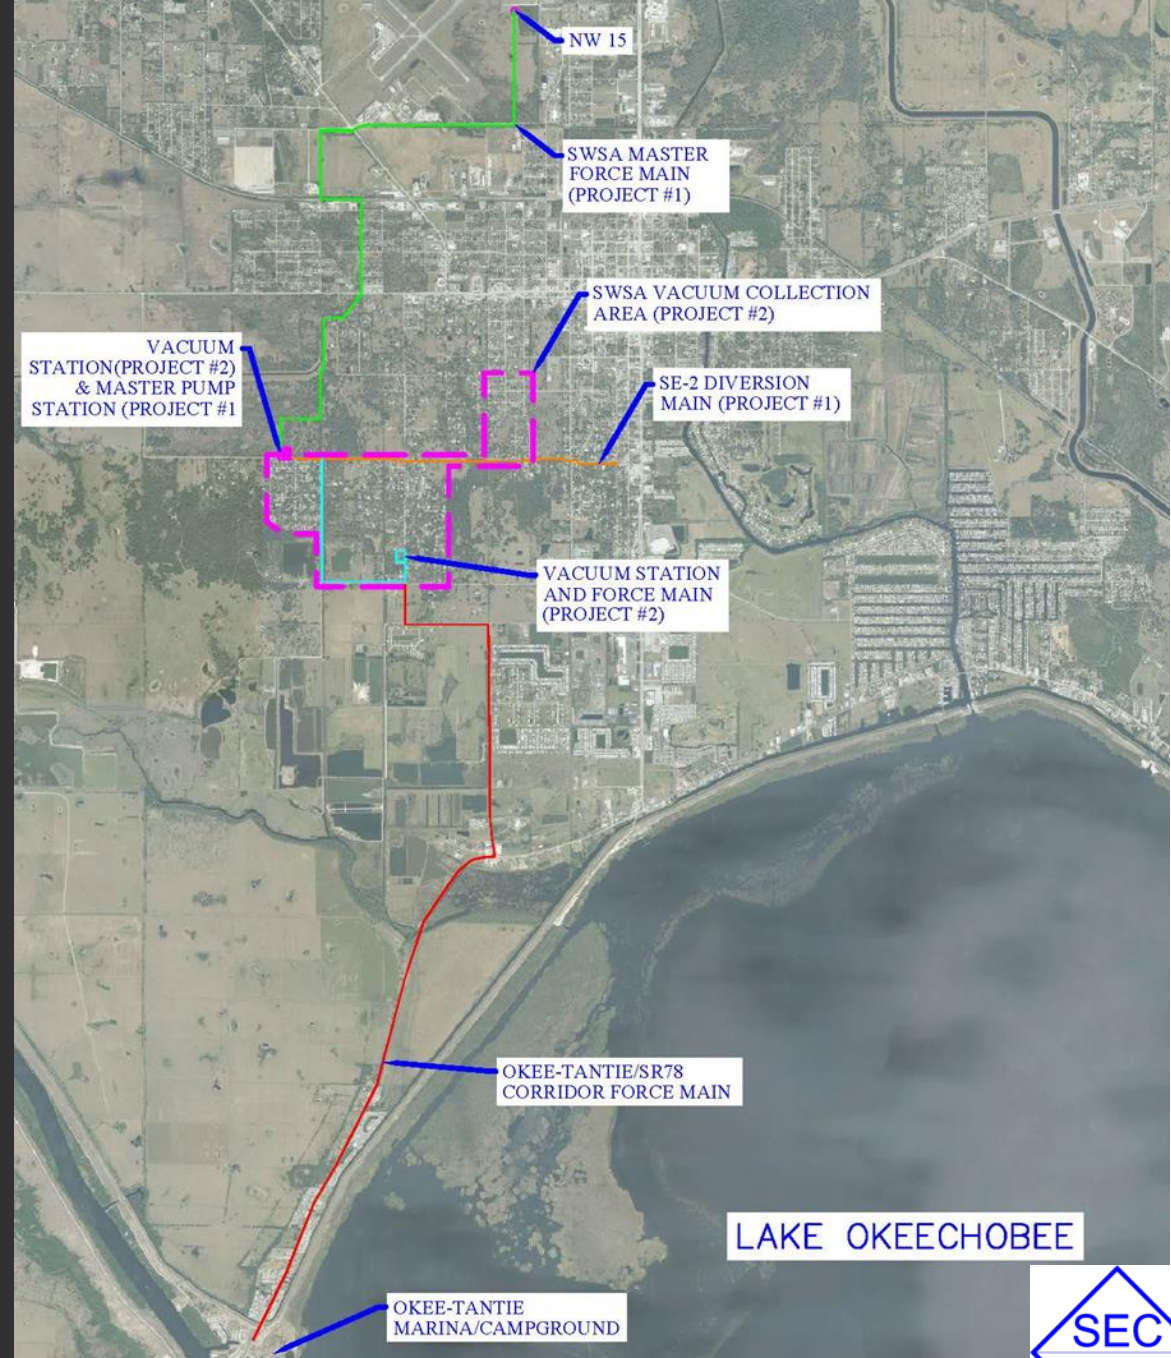 NW 15
SWSA MASTER
FORCE MAIN
(PROJECT #1)
SWSA VACUUM COLLECTION
AREA (PROJECT #2)
VACUUM
STATION(PROJECT #2)
& MASTER PUMP
STATION (PROJECT #1
SE-2 DIVERSION
MAIN (PROJECT #1)
VACUUM STATION
AND FORCE MAIN
(PROJECT #2)
OKEE-TANTIE/SR78
CORRIDOR FORCE MAIN
LAKE OKEECHOBEE
OKEE-TANTIE
MARINA/CAMPGROUND
SEC